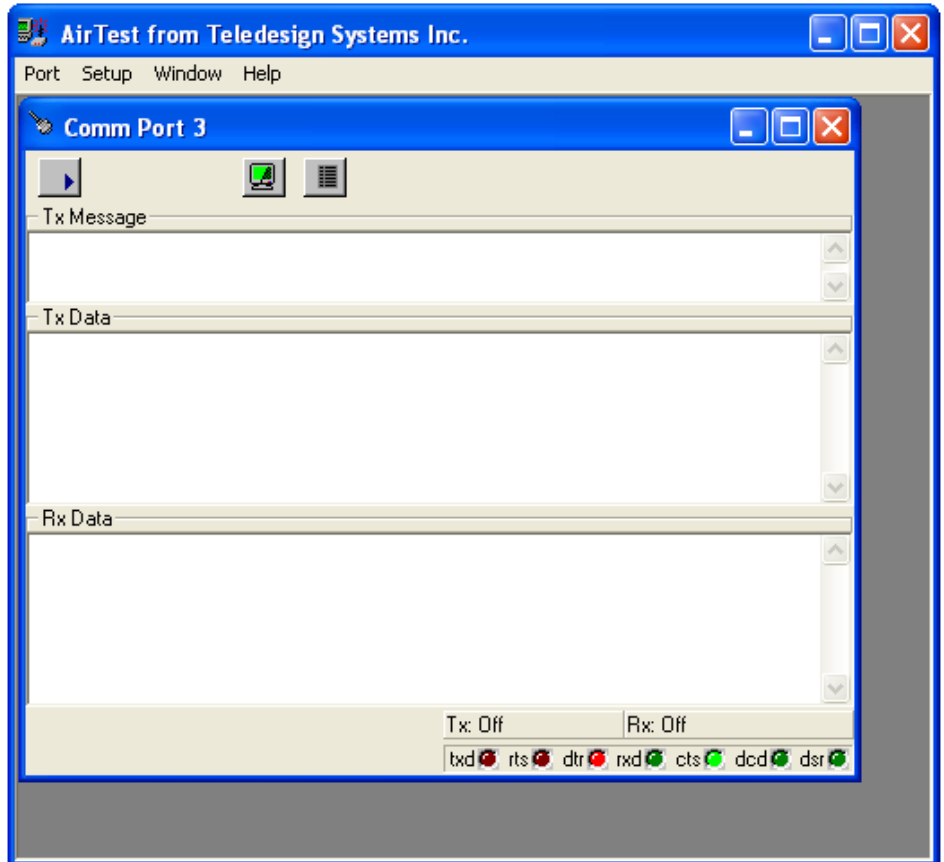 AirTest from Teledesign Systems Inc.
Port Setup Window Help
Comm Port 3
Tx Message
Tx Data
Rx Data
Tx: Off Rx: Off
txd rts dtr rxd cts dcd dsr